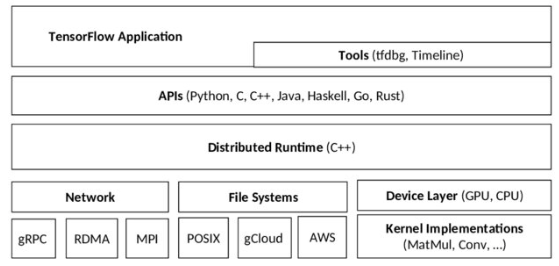 TensorFlow Application
Tools (tfdbg, Timeline)
APIs (Python, C, C++, Java, Haskell, Go, Rust)
Distributed Runtime (C++)
Network
File Systems
Device Layer (GPU, CPU)
gRPC
RDMA
MPI
POSIX
gCloud
AWS
Kernel Implementations
(MatMul, Conv, ...)